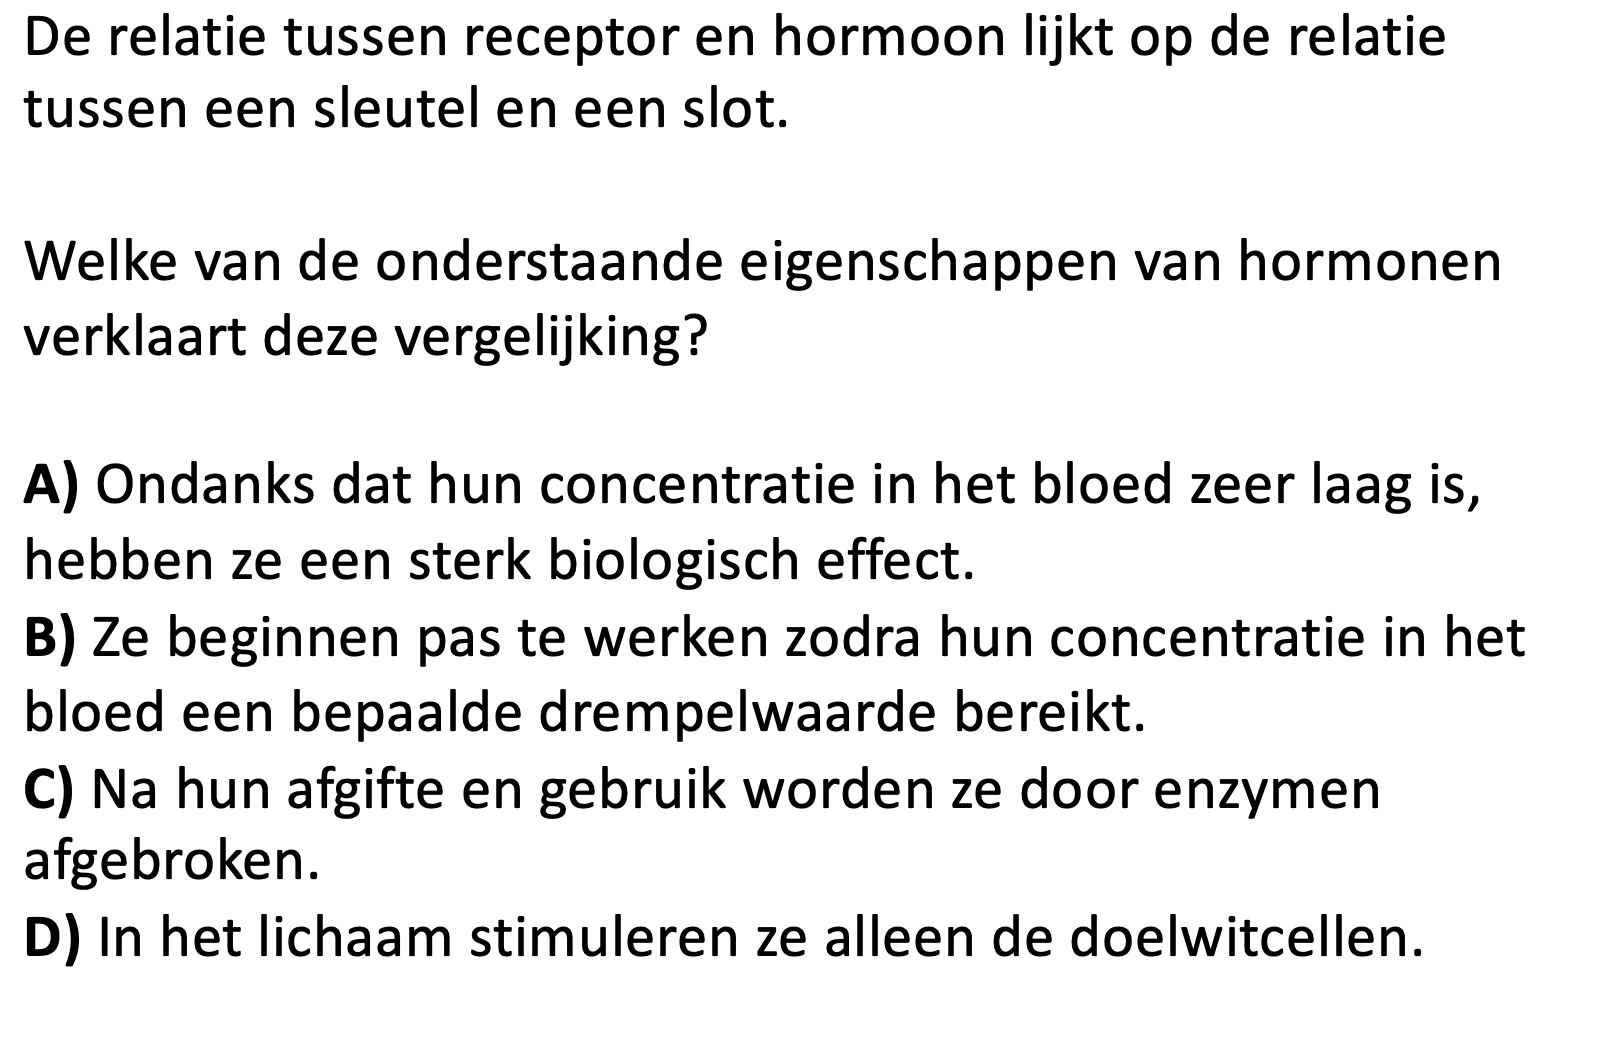 De relatie tussen receptor en hormoon lijkt op de relatie
tussen een sleutel en een slot.
Welke van de onderstaande eigenschappen van hormonen
verklaart deze vergelijking?
A) Ondanks dat hun concentratie in het bloed zeer laag is,
hebben ze een sterk biologisch effect.
B) Ze beginnen pas te werken zodra hun concentratie in het
bloed een bepaalde drempelwaarde bereikt.
C) Na hun afgifte en gebruik worden ze door enzymen
afgebroken.
D) In het lichaam stimuleren ze alleen de doelwitcellen.